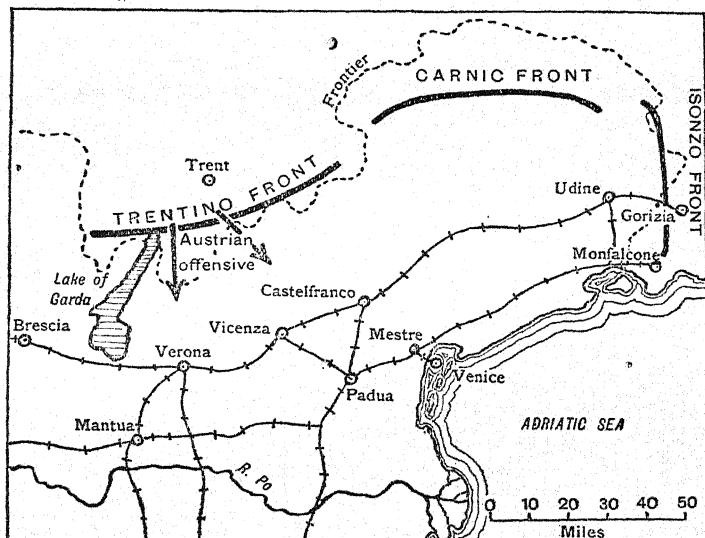 CARNIC FRONT
Frontier
ISONZO FRONT
Trent
TRENTINO FRONT
Udine
Gorizia
Austrian
offensive
Monfalcone
Lake of
Garda
Castelfranco
Brescia
Vicenza
Mestre
Verona
Venice
Padua
Mantua
ADRIATIC SEA
R. Po
0 10 20 30 40 50
Miles